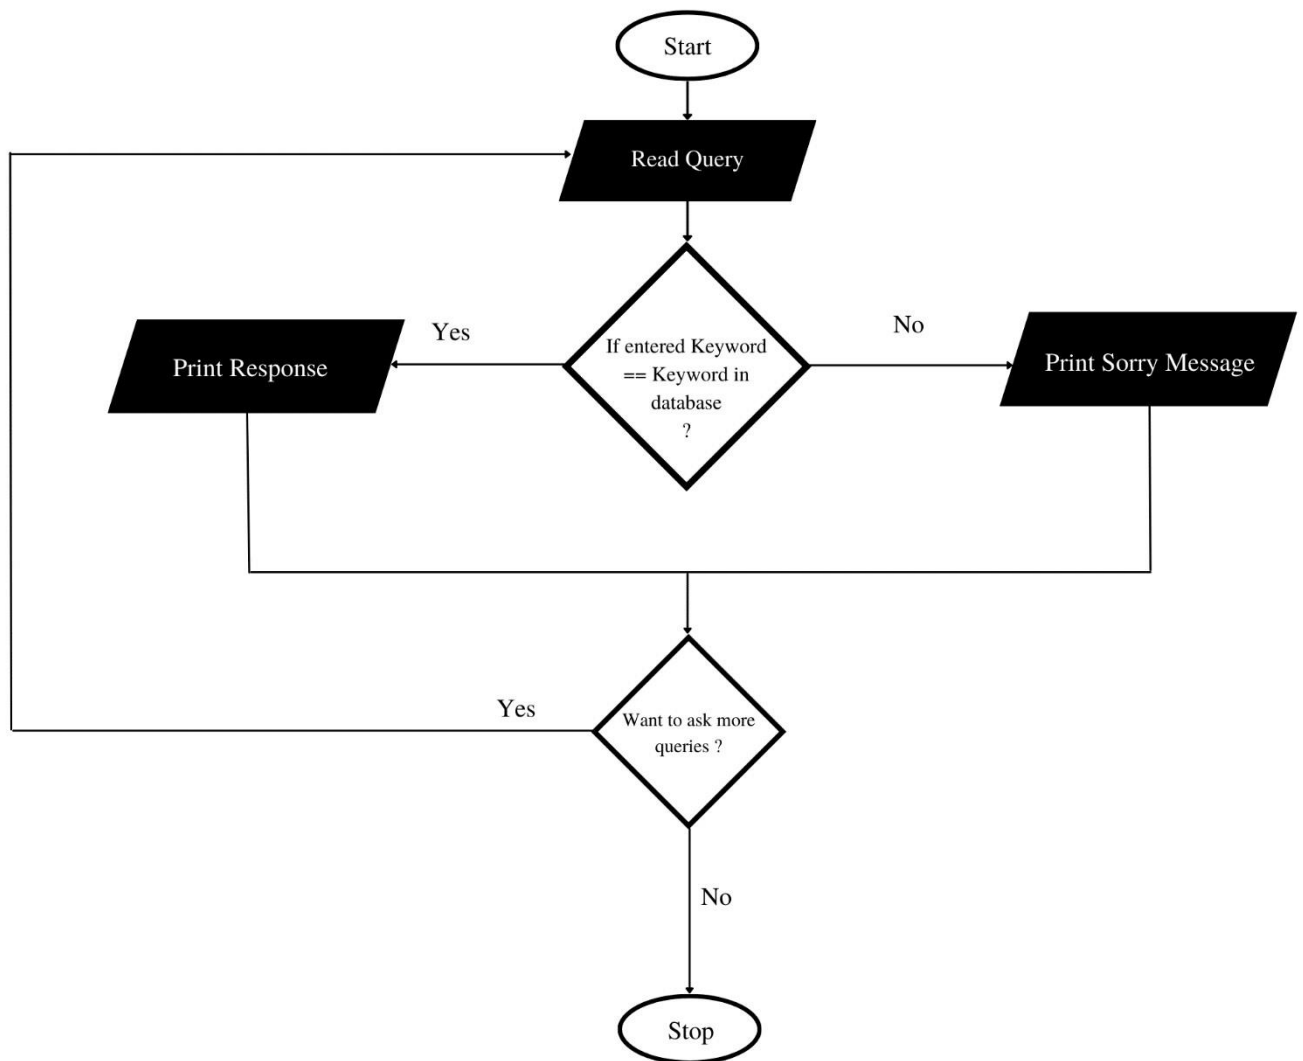 Start
Read Query
Yes
No
If entered Keyword
== Keyword in
database
?
Print Response
Print Sorry Message
Yes
Want to ask more
queries ?
No
Stop